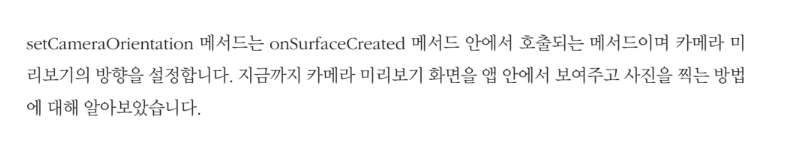 setCameraOrientation 메서드는 onSurfaceCreated 메서드 안에서 호출되는 메서드이며 카메라 미
리보기의 방향을 설정합니다. 지금까지 카메라 미리보기 화면을 앱 안에서 보여주고 사진을 찍는 방법
에 대해 알아보았습니다.